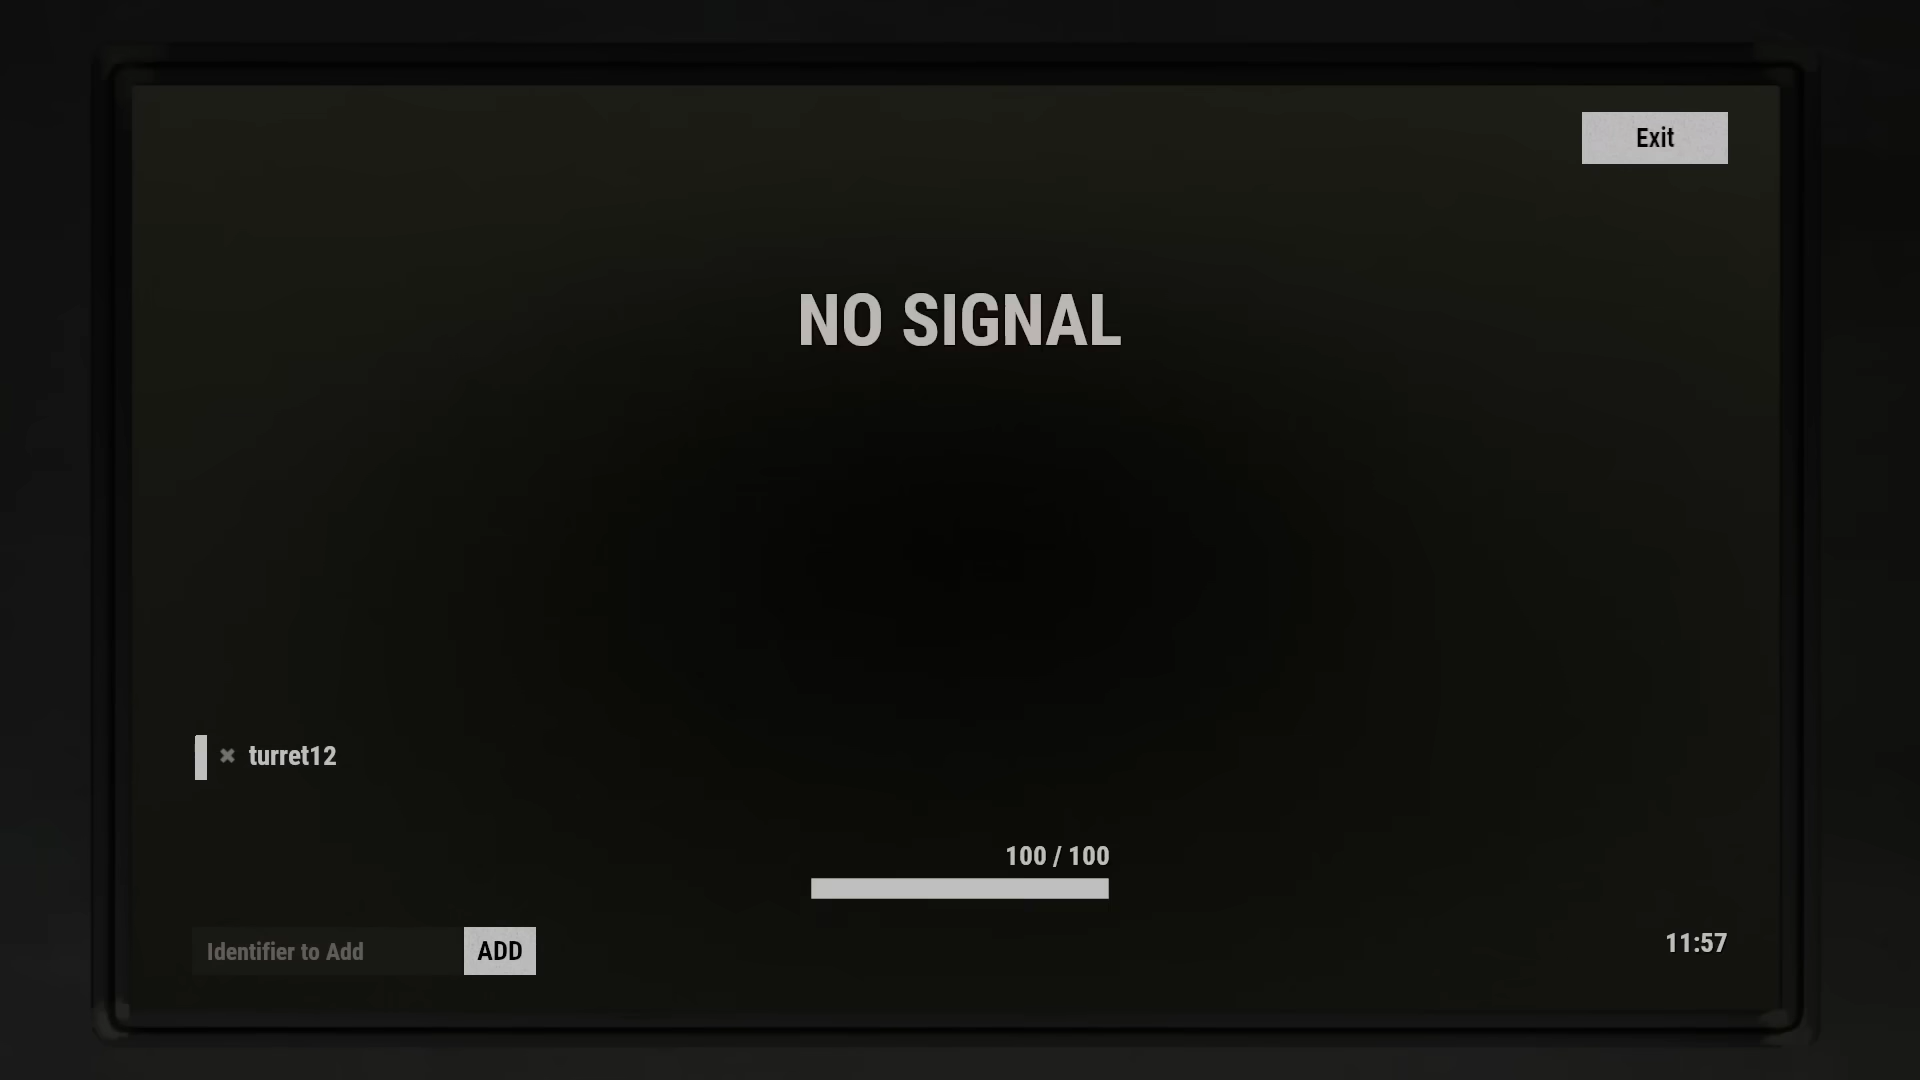 Exit
NO SIGNAL
turret12
100 / 100
Identifier to Add
ADD
11:57